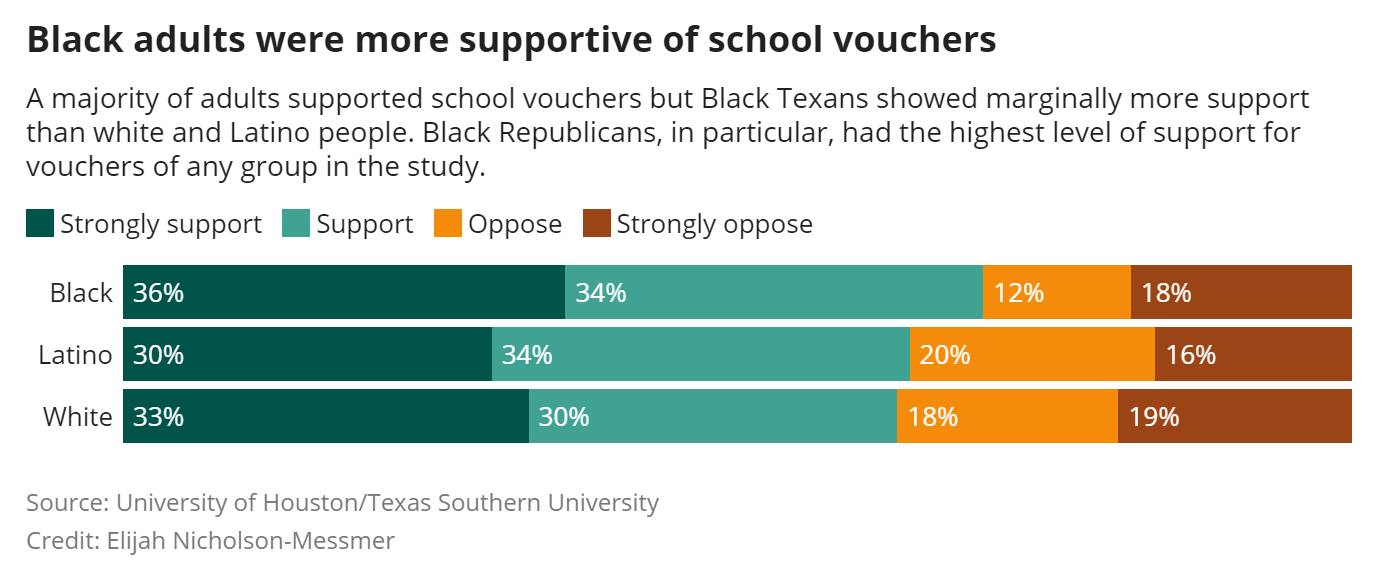 Black adults were more supportive of school vouchers
A majority of adults supported school vouchers but Black Texans showed marginally more support
than white and Latino people. Black Republicans, in particular, had the highest level of support for
vouchers of any group in the study.
Strongly support Support Oppose Strongly oppose
Black 36% 34% 12% 18%
Latino 30% 34% 20% 16%
White 33% 30% 18% 19%
Source: University of Houston/Texas Southern University
Credit: Elijah Nicholson-Messmer